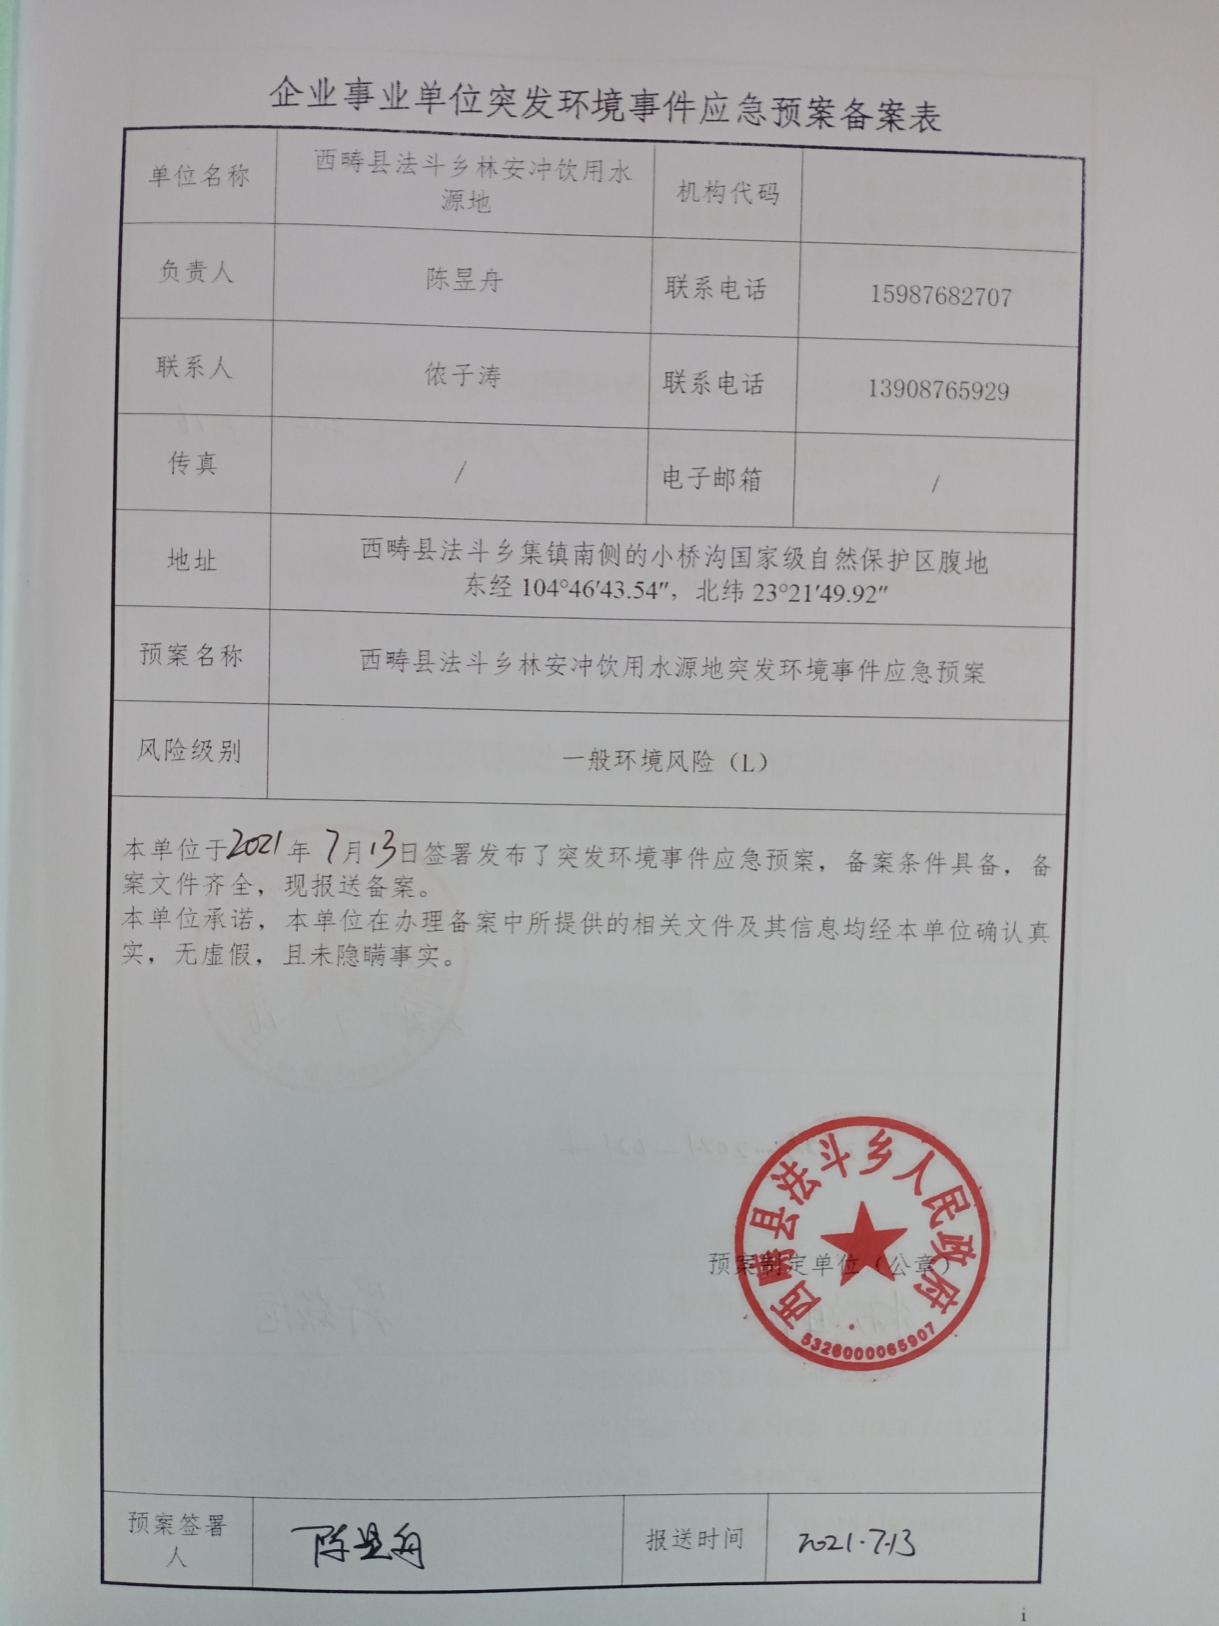 企业事业单位突发环境事件应急预案备案表
单位名称
西畴县法斗乡林安冲饮用水
源地
机构代码
负责人
陈昱舟
联系电话
15987682707
联系人
侬子涛
联系电话
13908765929
传真
/
电子邮箱
/
地址
西畴县法斗乡集镇南侧的小桥沟国家级自然保护区腹地
东经 104°46′43.54″，北纬 23°21′49.92″
预案名称
西畴县法斗乡林安冲饮用水源地突发环境事件应急预案
风险级别
一般环境风险（L）
本单位于2021年7月13日签署发布了突发环境事件应急预案，备案条件具备，备
案文件齐全，现报送备案。
本单位承诺，本单位在办理备案中所提供的相关文件及其信息均经本单位确认真
实，无虚假，且未隐瞒事实。
西畴县法斗乡人民政府
预案制定单位（公章）
5326000065907
预案签署
人
陈昱舟
报送时间
2021.7.13
i